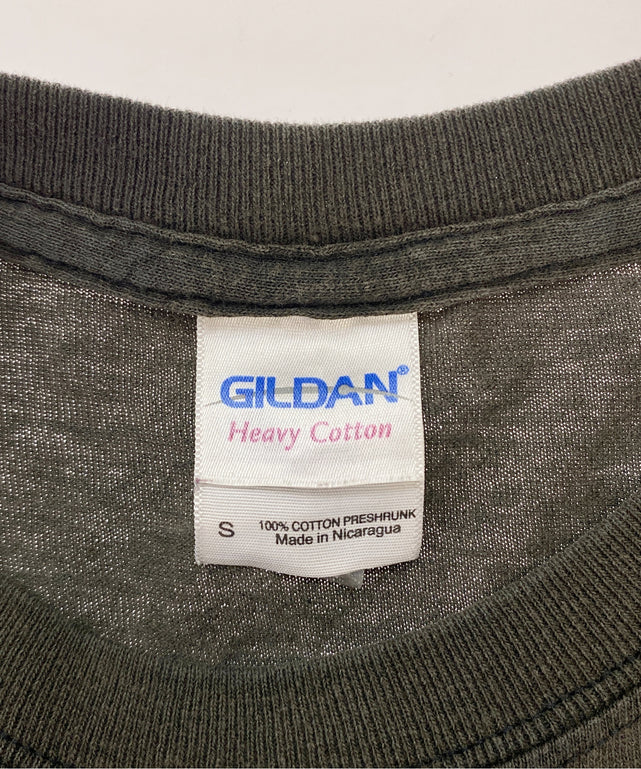 GILDAN®
Heavy Cotton
S
100% COTTON PRESHRUNK
Made in Nicaragua